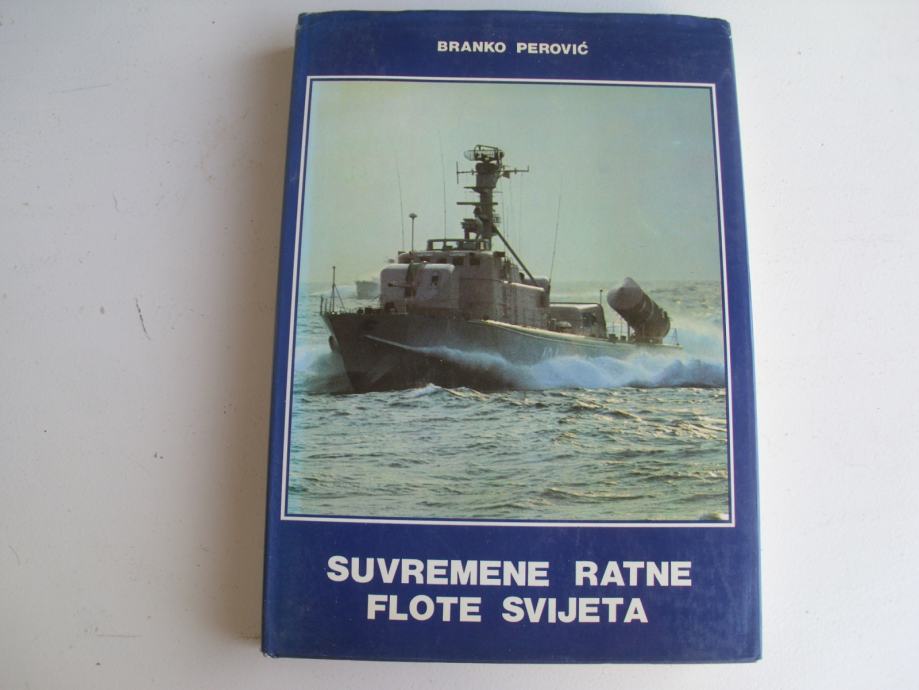 BRANKO PEROVIĆ
SUVREMENE RATNE
FLOTE SVIJETA